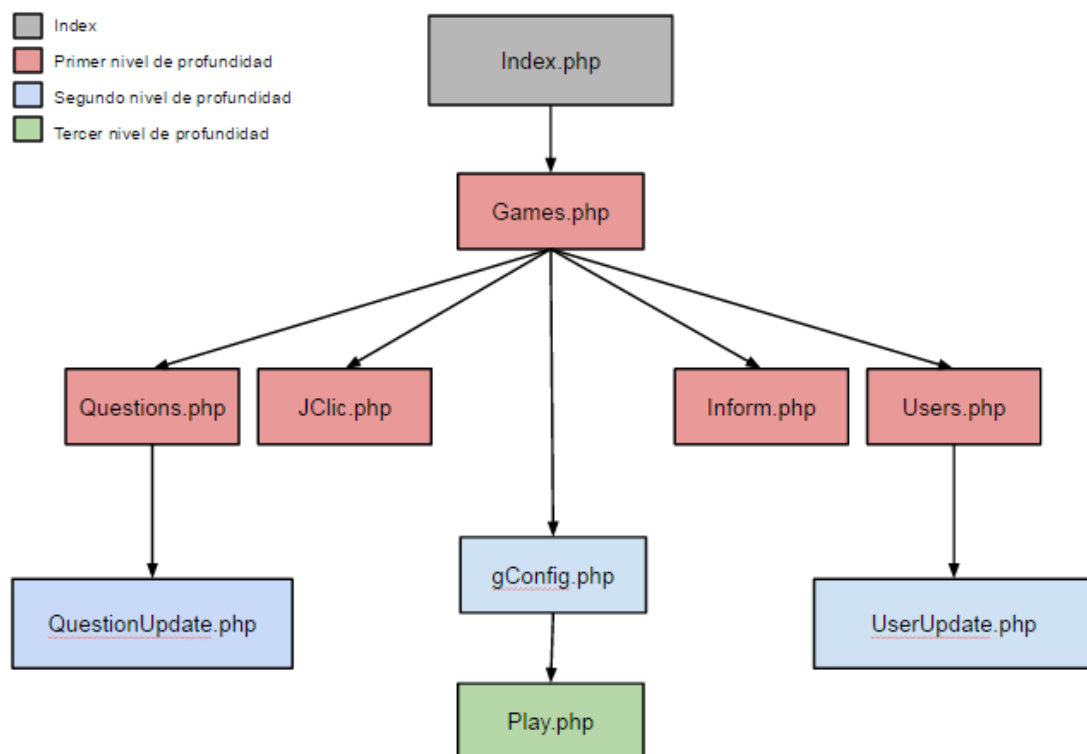 Index
Primer nivel de profundidad
Segundo nivel de profundidad
Tercer nivel de profundidad
Index.php
Games.php
Questions.php
JClic.php
Inform.php
Users.php
QuestionUpdate.php
gConfig.php
UserUpdate.php
Play.php